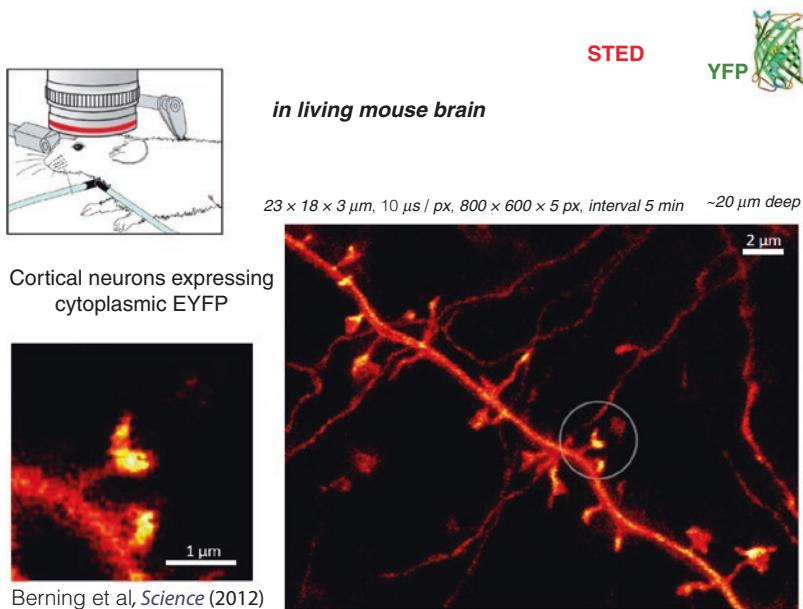 STED
YFP
in living mouse brain
23 × 18 × 3 μm, 10 μs / px, 800 × 600 × 5 px, interval 5 min
~20 μm deep
Cortical neurons expressing
cytoplasmic EYFP
2 μm
1 μm
Berning et al, Science (2012)